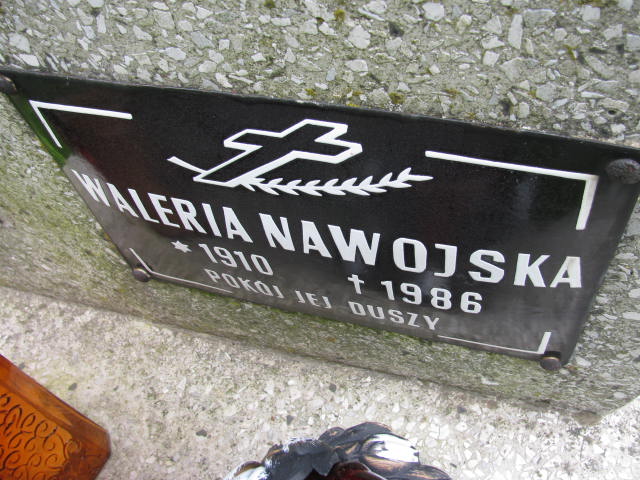 WALERIA NAWOJSKA
* 1910 † 1986
POKÓJ JEJ DUSZY